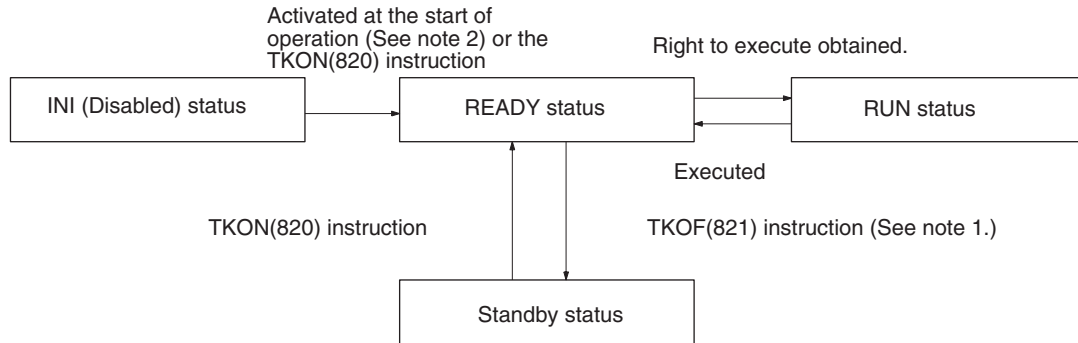 Activated at the start of
operation (See note 2) or the
TKON(820) instruction
Right to execute obtained.
INI (Disabled) status
READY status
RUN status
Executed
TKON(820) instruction
TKOF(821) instruction (See note 1.)
Standby status